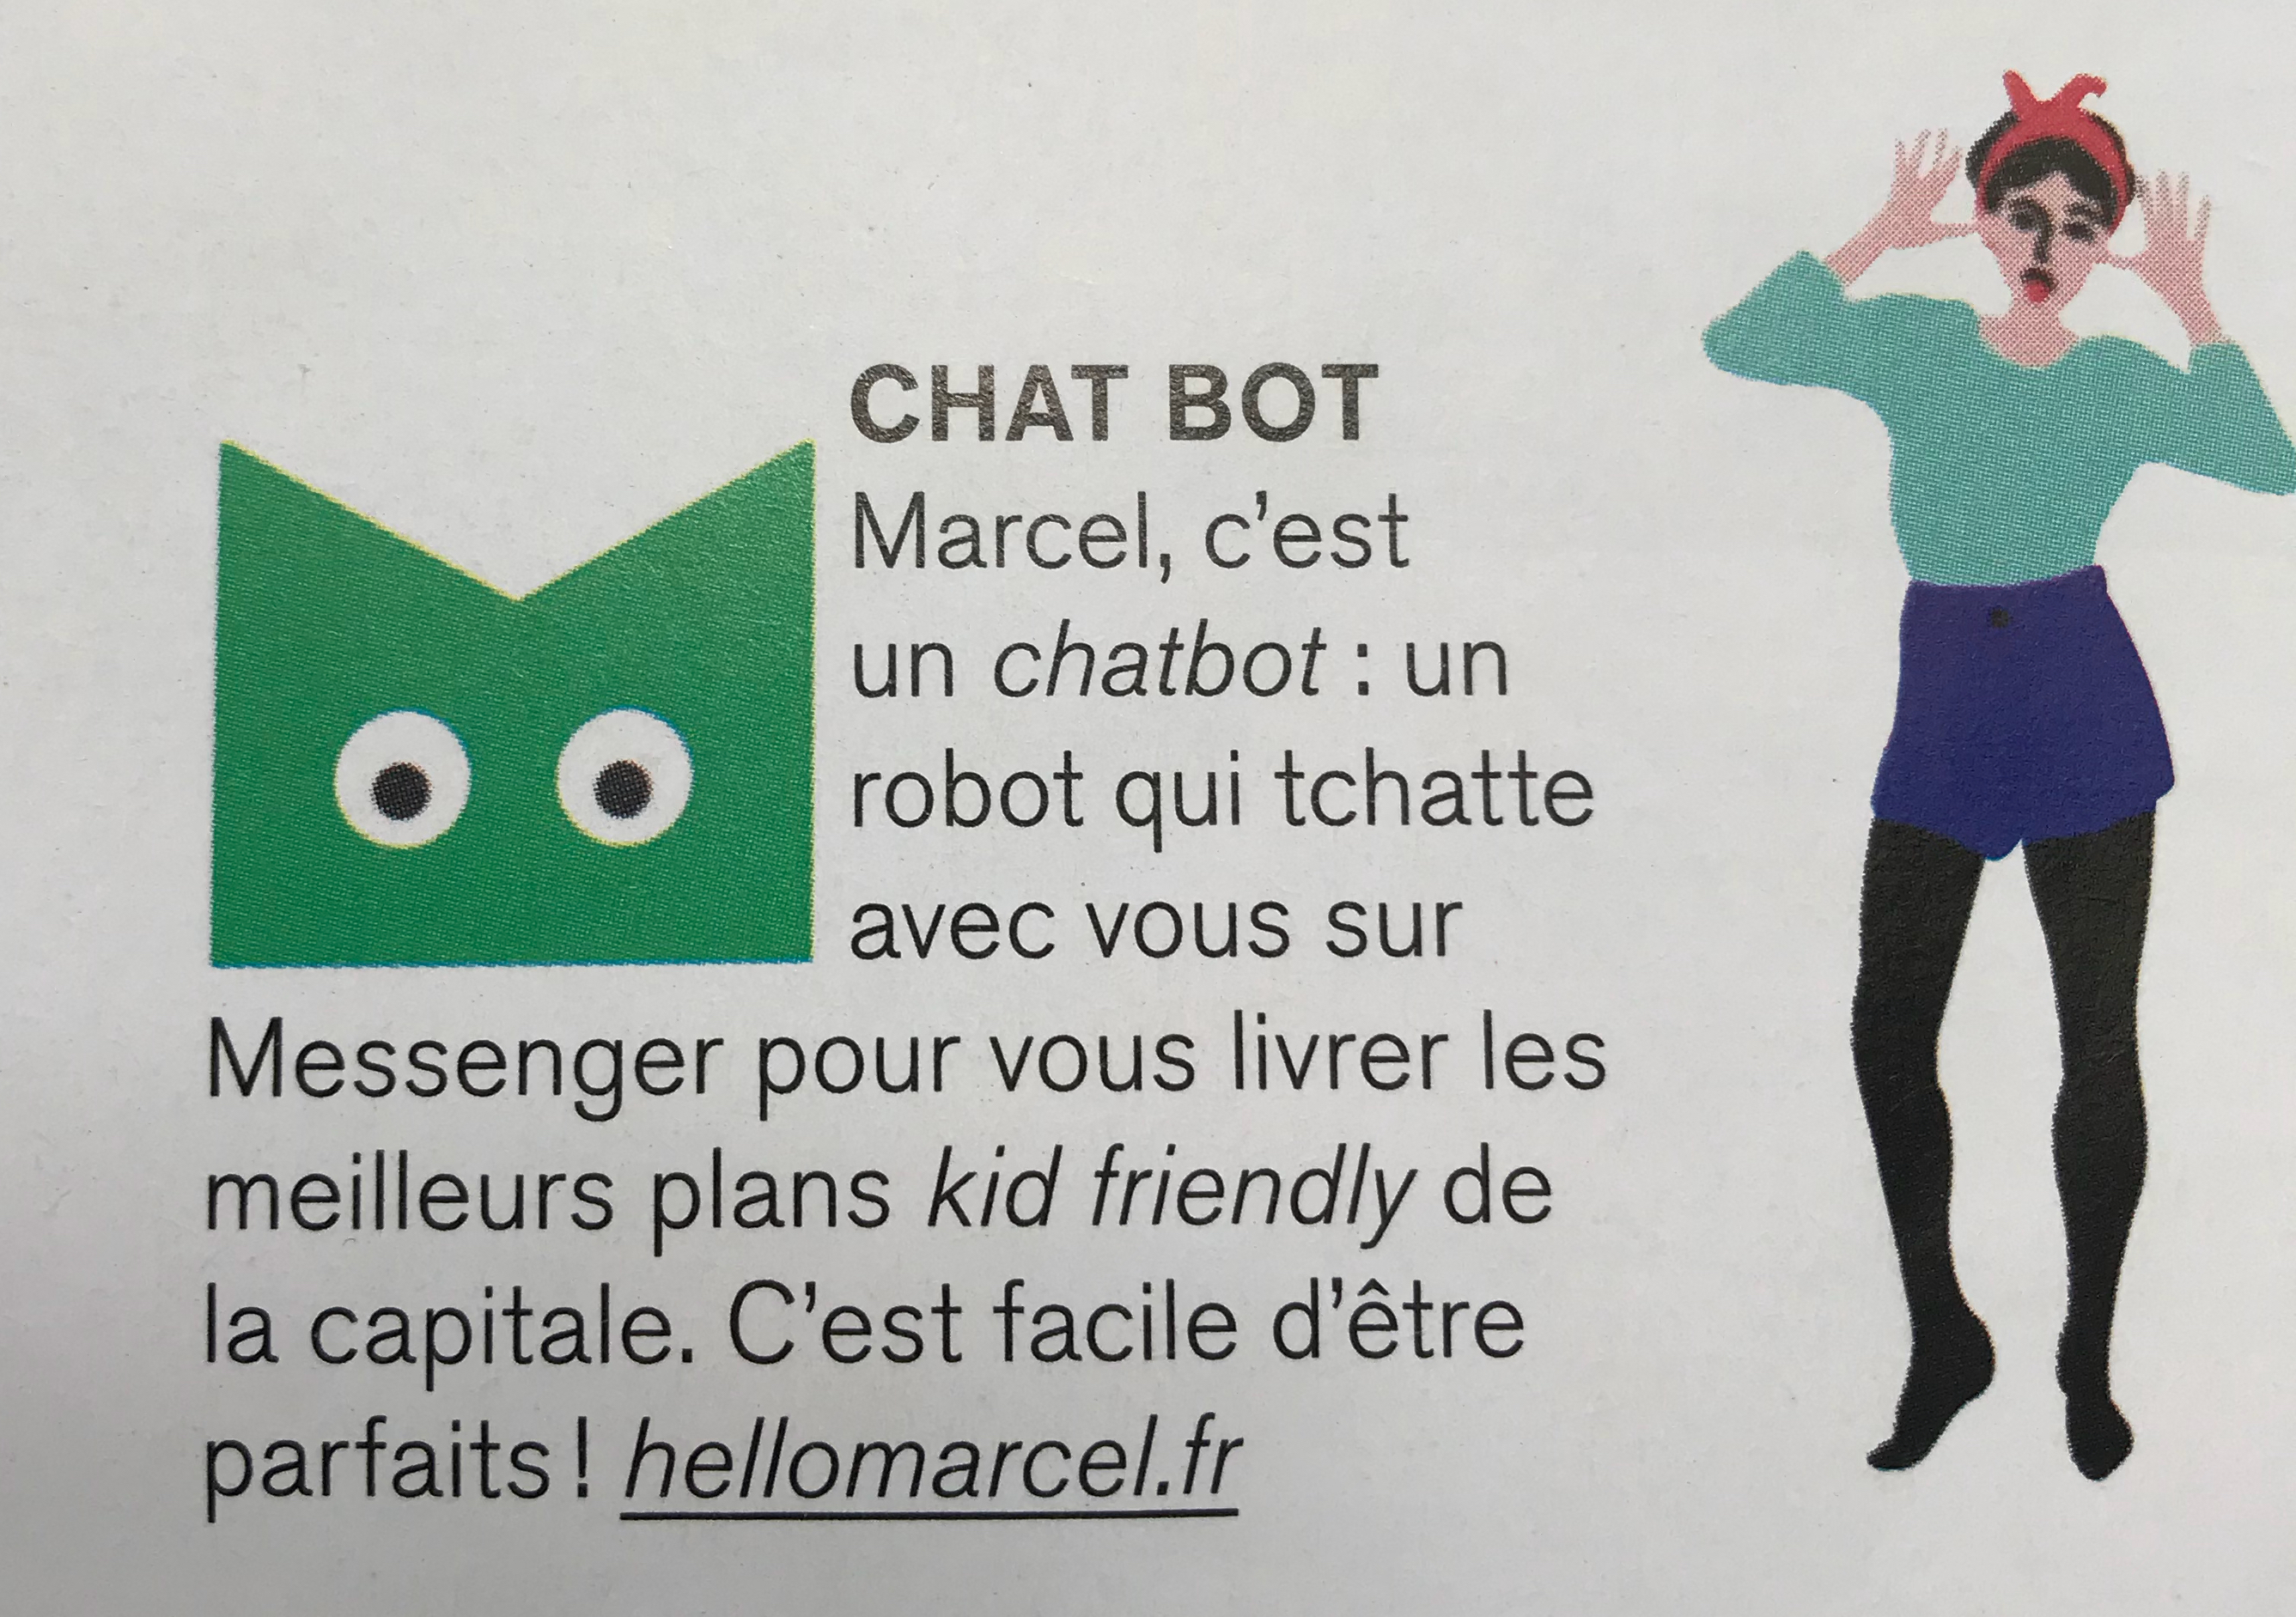 CHAT BOT
Marcel, c’est
un chatbot : un
robot qui tchatte
avec vous sur
Messenger pour vous livrer les
meilleurs plans kid friendly de
la capitale. C’est facile d’être
parfaits ! hellomarcel.fr